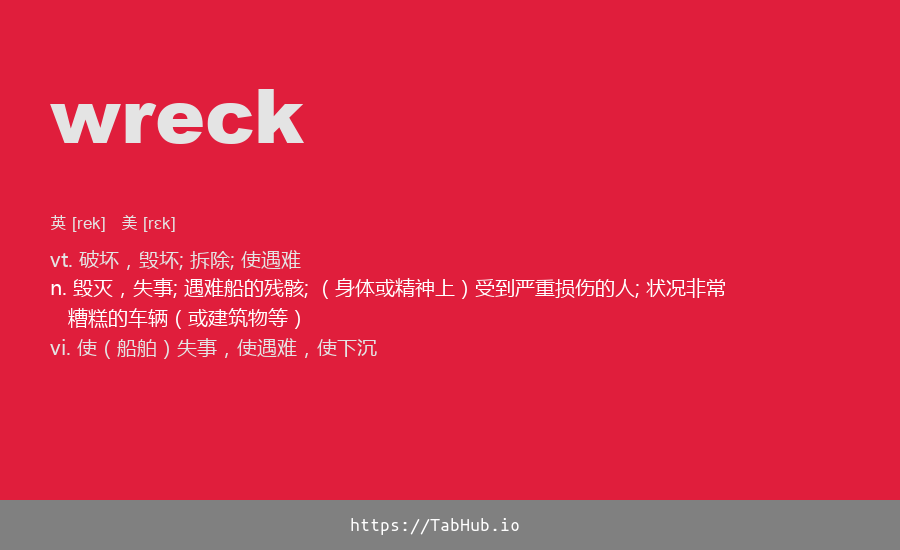 wreck
英 [rek] 美 [rɛk]
vt. 破坏，毁坏; 拆除; 使遇难
n. 毁灭，失事; 遇难船的残骸; （身体或精神上）受到严重损伤的人; 状况非常
糟糕的车辆（或建筑物等）
vi. 使（船舶）失事，使遇难，使下沉
https://TabHub.io